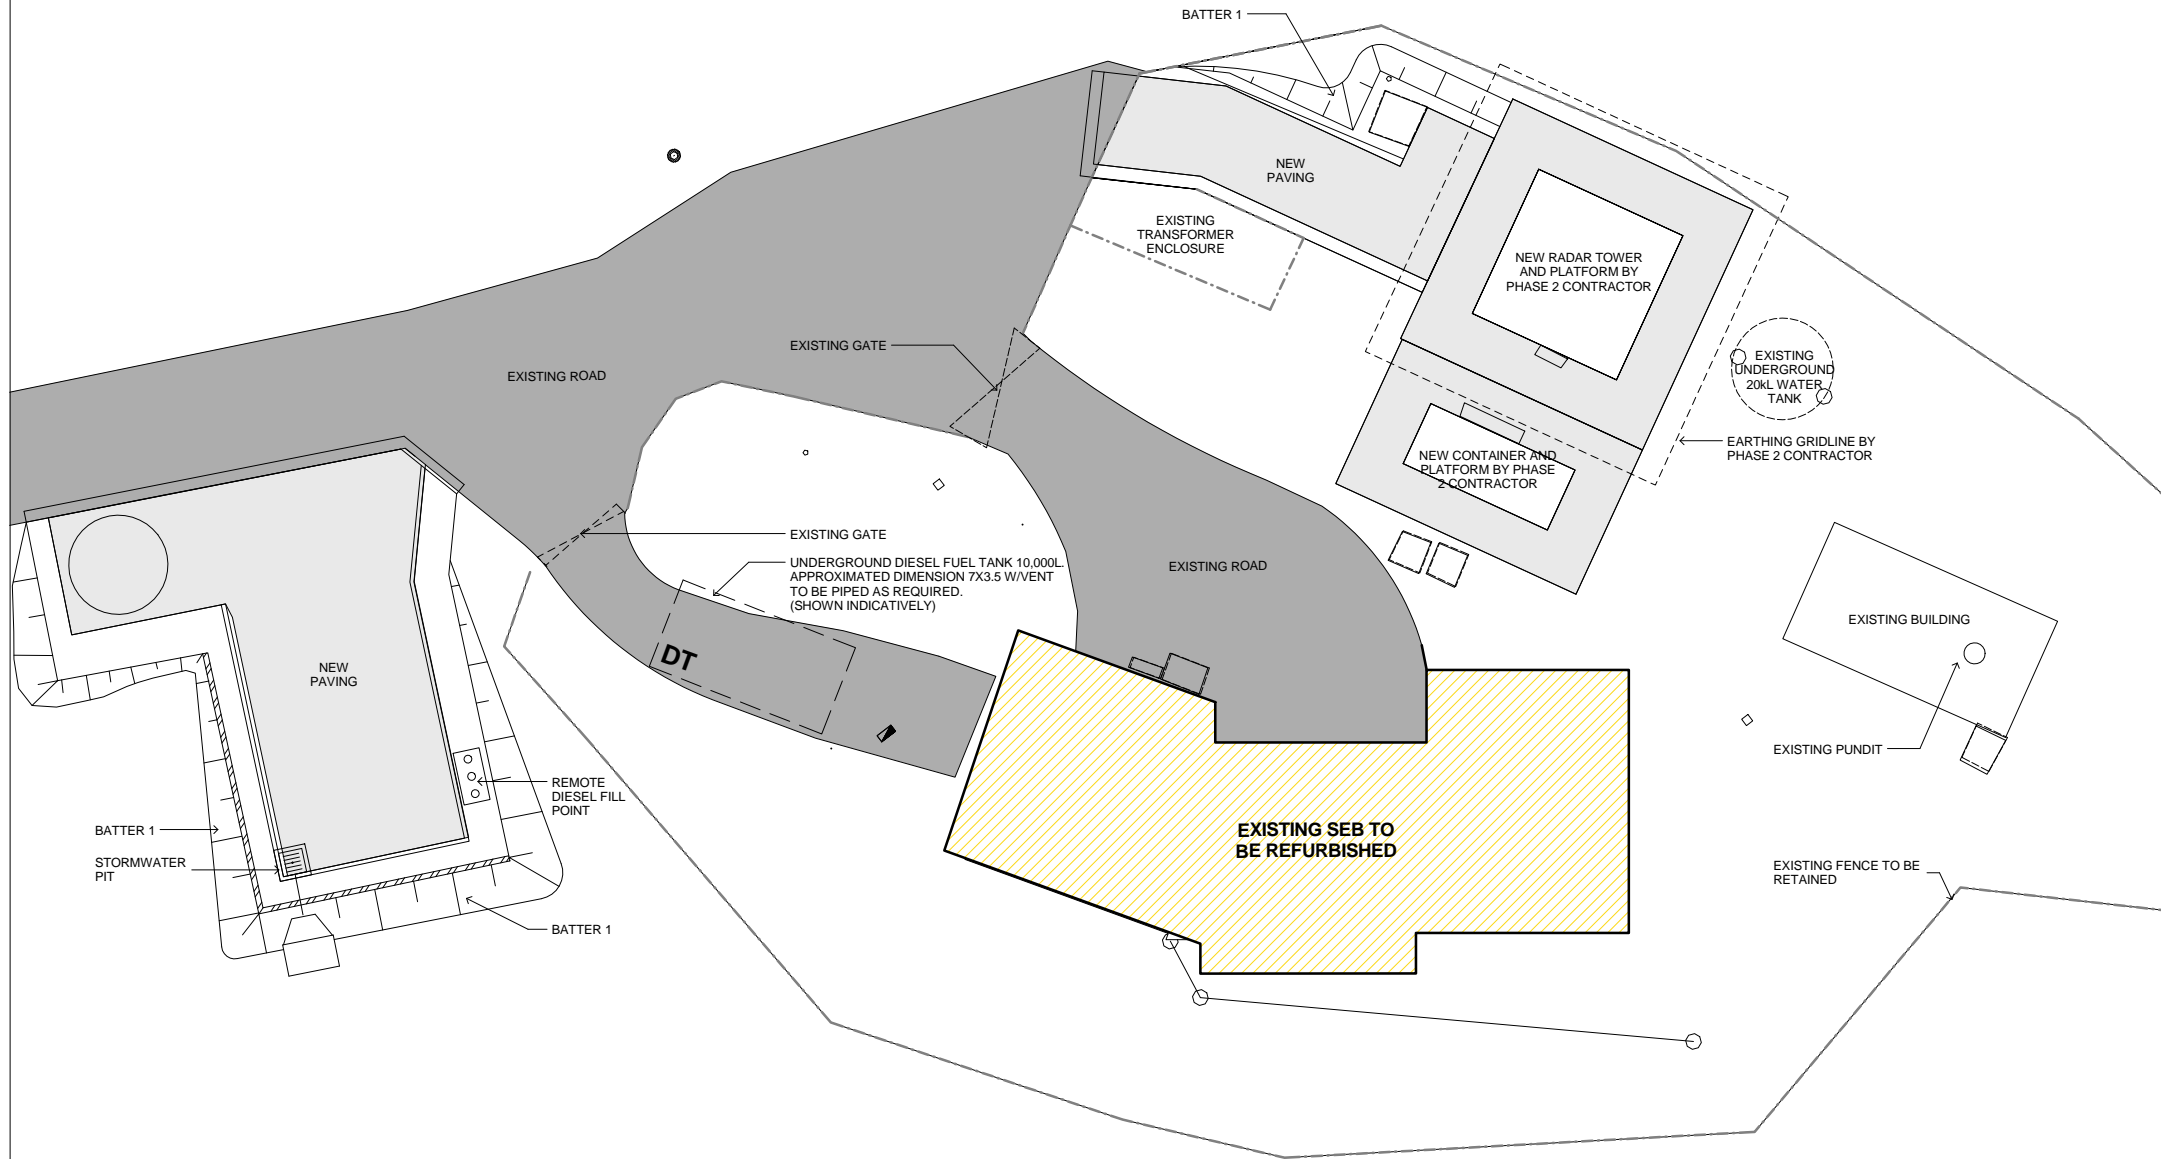 BATTER 1
NEW
PAVING
EXISTING
TRANSFORMER
ENCLOSURE
NEW RADAR TOWER
AND PLATFORM BY
PHASE 2 CONTRACTOR
EXISTING GATE
EXISTING ROAD
EXISTING
UNDERGROUND
20kL WATER
TANK
EARTHING GRIDLINE BY
PHASE 2 CONTRACTOR
NEW CONTAINER AND
PLATFORM BY PHASE
2 CONTRACTOR
EXISTING GATE
UNDERGROUND DIESEL FUEL TANK 10,000L.
APPROXIMATED DIMENSION 7X3.5 W/VENT
TO BE PIPED AS REQUIRED.
(SHOWN INDICATIVELY)
EXISTING ROAD
EXISTING BUILDING
DT
NEW
PAVING
EXISTING PUNDIT
REMOTE
DIESEL FILL
POINT
BATTER 1
STORMWATER
PIT
EXISTING SEB TO
BE REFURBISHED
EXISTING FENCE TO BE
RETAINED
BATTER 1